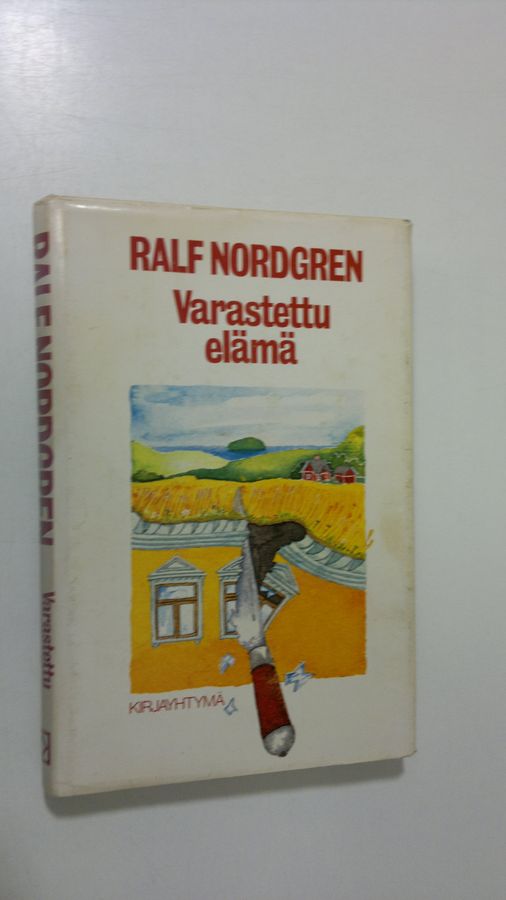 RALF NORDGREN
Varastettu
elämä
KIRJAYHTYMÄ
RALF NORDGREN
Varastettu